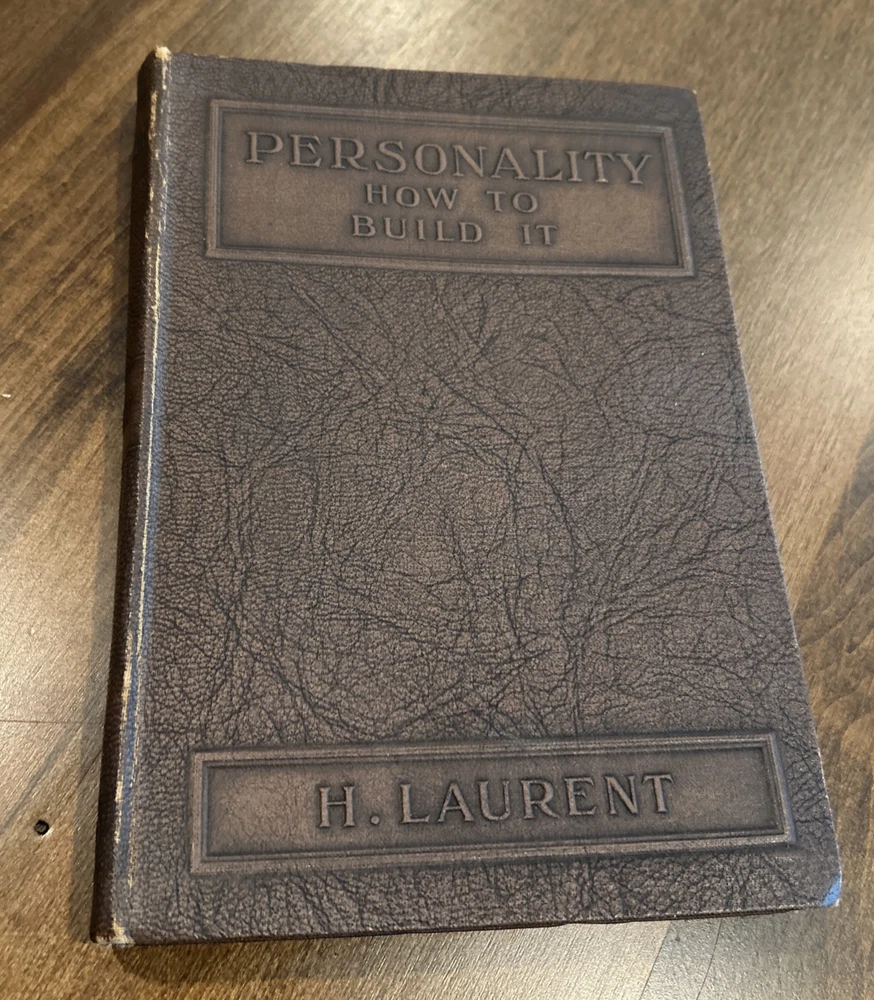 PERSONALITY
HOW TO
BUILD IT
H. LAURENT